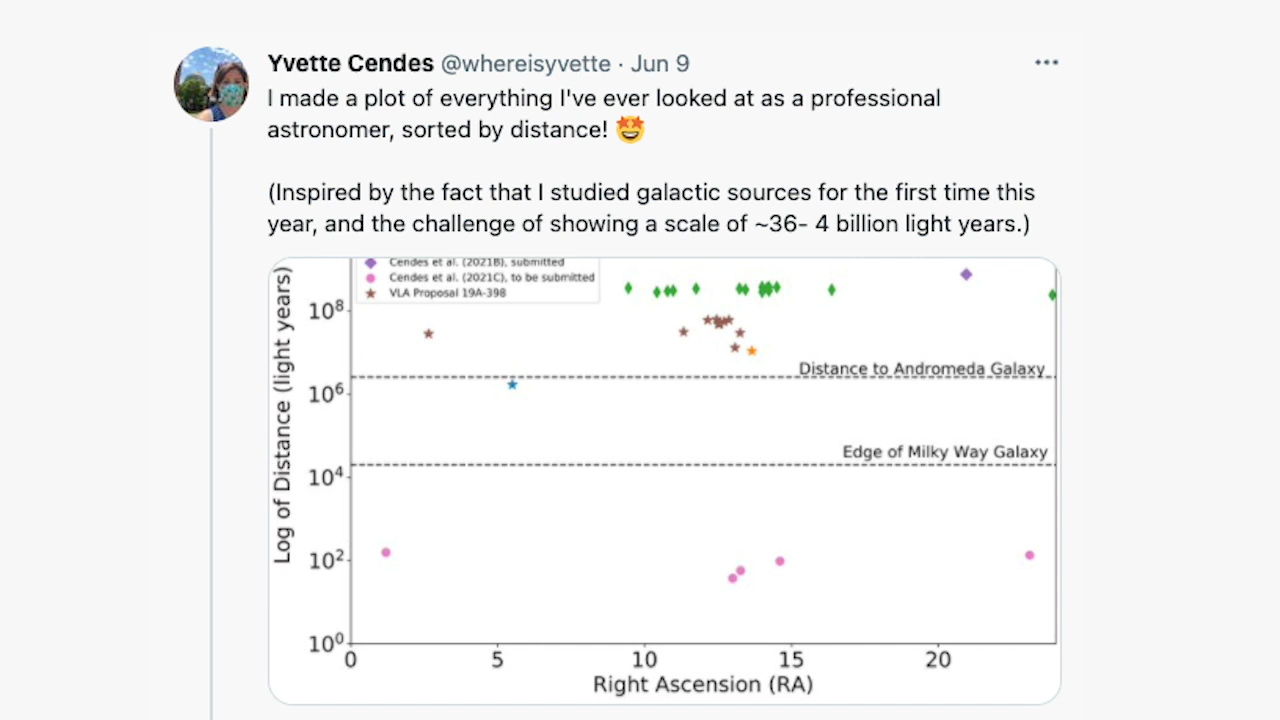 Yvette Cendes @whereisyvette · Jun 9
I made a plot of everything I've ever looked at as a professional
astronomer, sorted by distance! 🤩
(Inspired by the fact that I studied galactic sources for the first time this
year, and the challenge of showing a scale of ~36- 4 billion light years.)
Cendes et al. (2021B), submitted
Cendes et al. (2021C), to be submitted
VLA Proposal 19A-398
Log of Distance (light years)
10⁸
Distance to Andromeda Galaxy
10⁶
Edge of Milky Way Galaxy
10⁴
10²
10⁰
0 5 10 15 20
Right Ascension (RA)